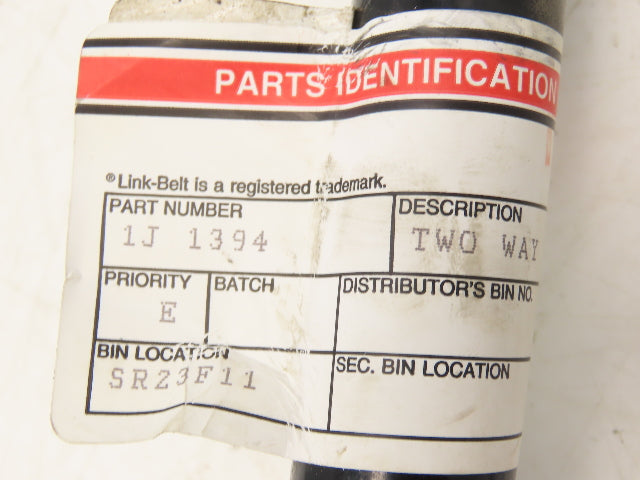 PARTS IDENTIFICATION
®Link-Belt is a registered trademark.
PART NUMBER DESCRIPTION
1J 1394 TWO WAY
PRIORITY BATCH DISTRIBUTOR'S BIN NO.
E
BIN LOCATION SEC. BIN LOCATION
SR23F11